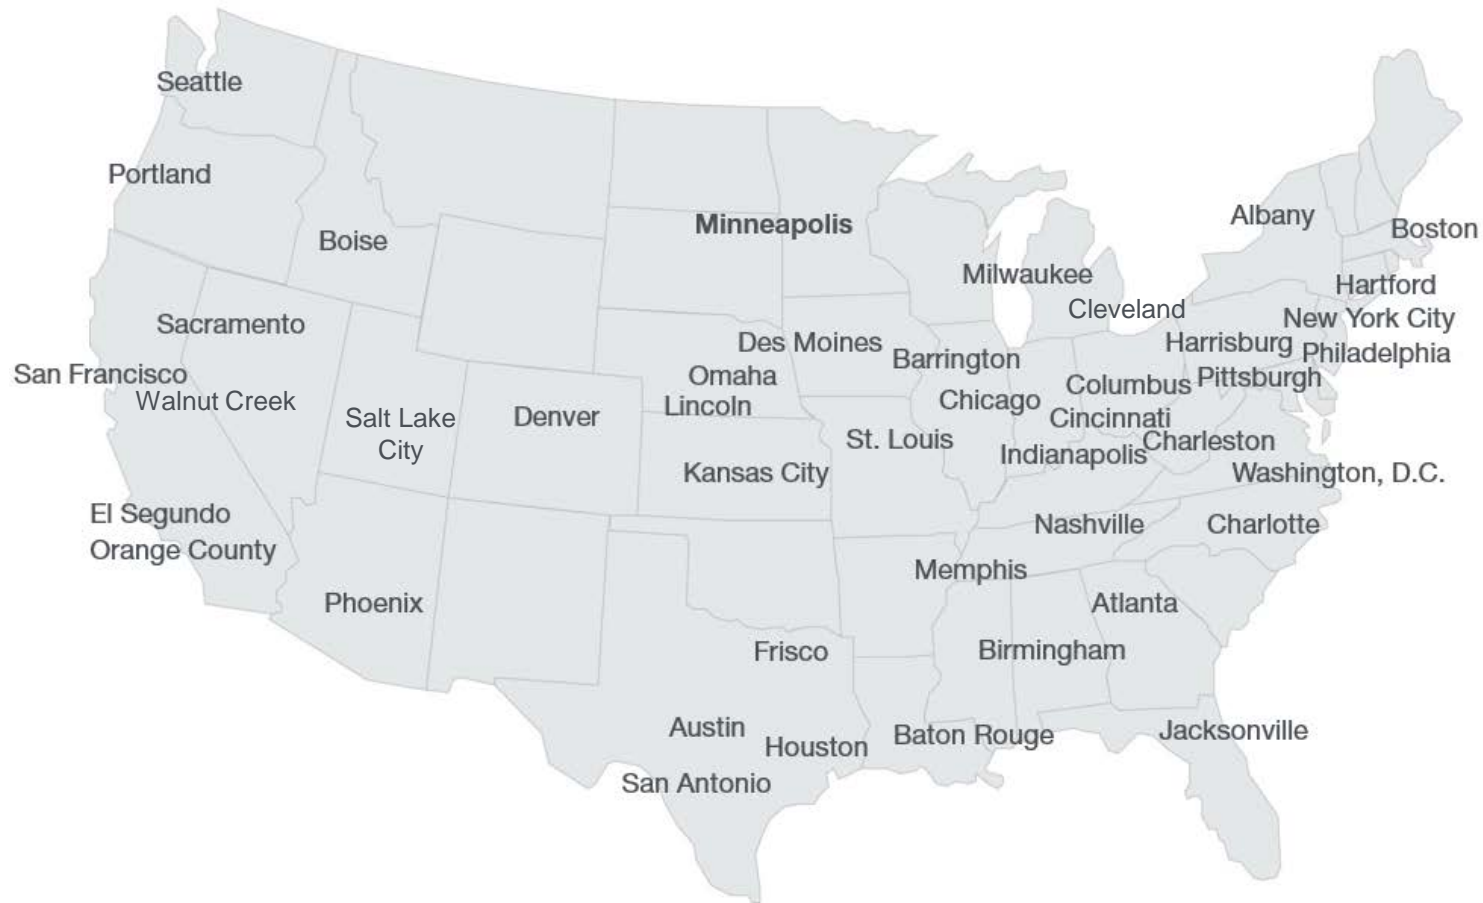 Seattle
Portland
Boise
Minneapolis
Albany
Boston
Milwaukee
Hartford
Cleveland
Sacramento
New York City
Des Moines
Harrisburg
Philadelphia
Barrington
San Francisco
Omaha
Pittsburgh
Columbus
Walnut Creek
Chicago
Lincoln
Salt Lake
City
Denver
Cincinnati
St. Louis
Charleston
Indianapolis
Kansas City
Washington, D.C.
El Segundo
Nashville
Charlotte
Orange County
Memphis
Phoenix
Atlanta
Frisco
Birmingham
Austin
Jacksonville
Baton Rouge
Houston
San Antonio